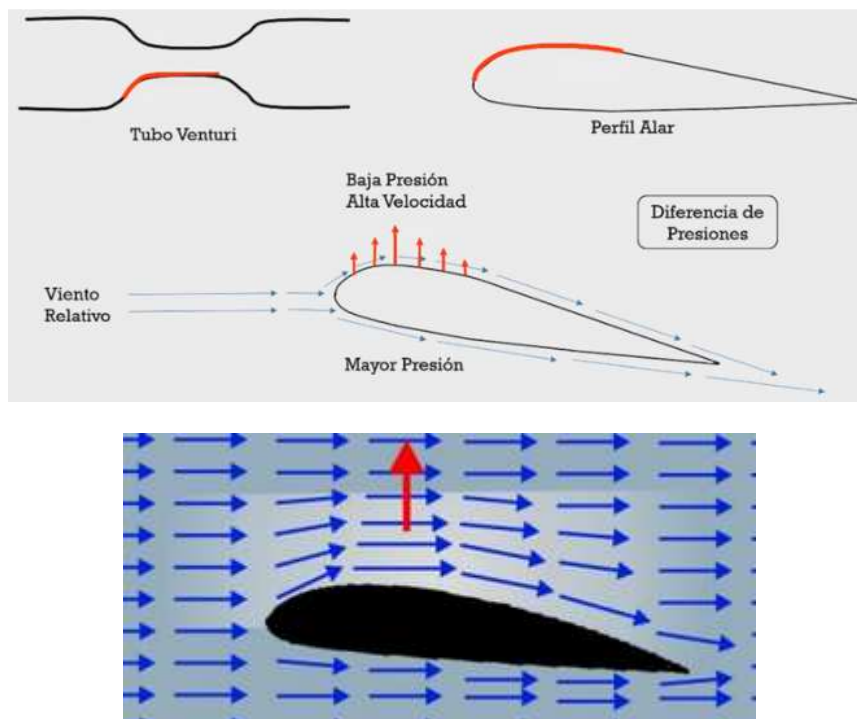 Tubo Venturi
Perfil Alar
Baja Presión
Alta Velocidad
Diferencia de
Presiones
Viento
Relativo
Mayor Presión